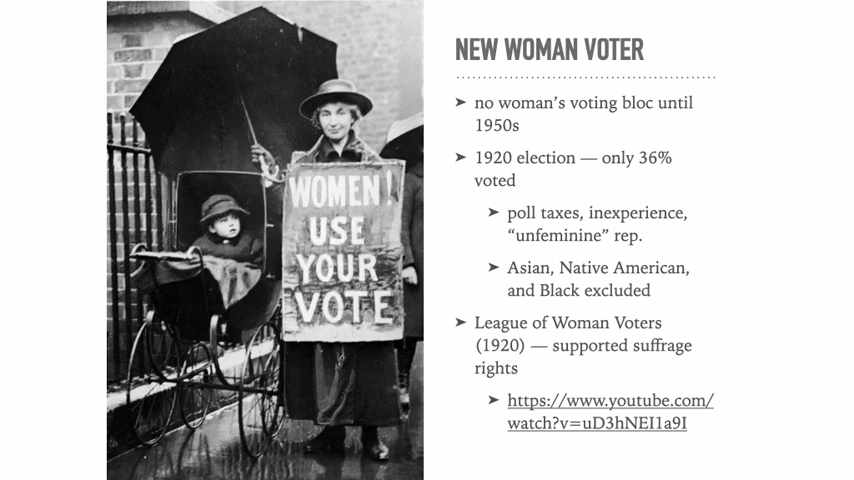 WOMEN!
USE
YOUR
VOTE
NEW WOMAN VOTER
➤ no woman's voting bloc until
1950s
➤ 1920 election — only 36%
voted
➤ poll taxes, inexperience,
“unfeminine” rep.
➤ Asian, Native American,
and Black excluded
➤ League of Woman Voters
(1920) — supported suffrage
rights
➤ https://www.youtube.com/
watch?v=uD3hNEI1a9I